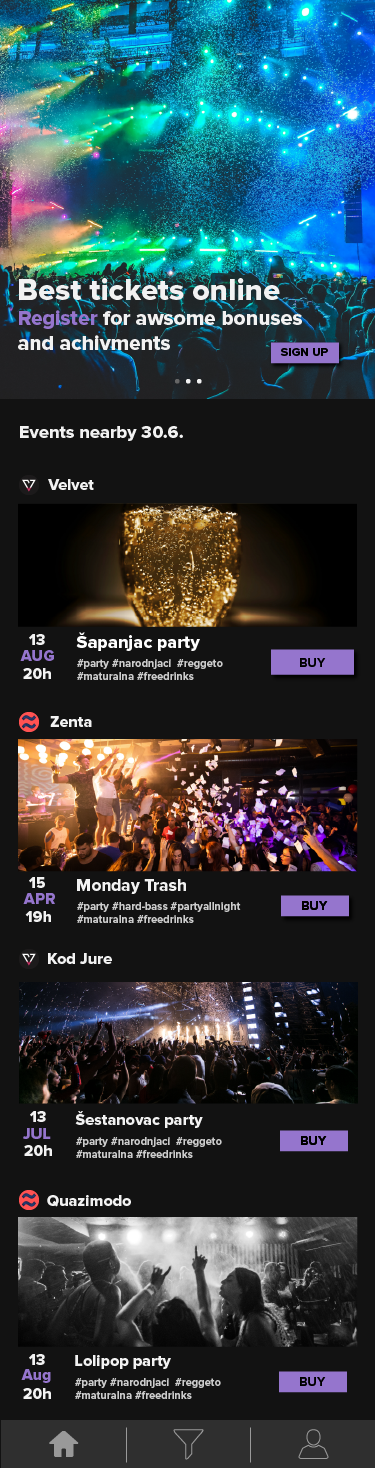 Best tickets online
Register for awsome bonuses
and achivments
SIGN UP
Events nearby 30.6.
Velvet
13
AUG
20h
Šapanjac party
#party #narodnjaci #reggeto
#maturalna #freedrinks
BUY
Zenta
15
APR
19h
Monday Trash
#party #hard-bass #partyallnight
#maturalna #freedrinks
BUY
Kod Jure
13
JUL
20h
Šestanovac party
#party #narodnjaci #reggeto
#maturalna #freedrinks
BUY
Quazimodo
13
Aug
20h
Lolipop party
#party #narodnjaci #reggeto
#maturalna #freedrinks
BUY